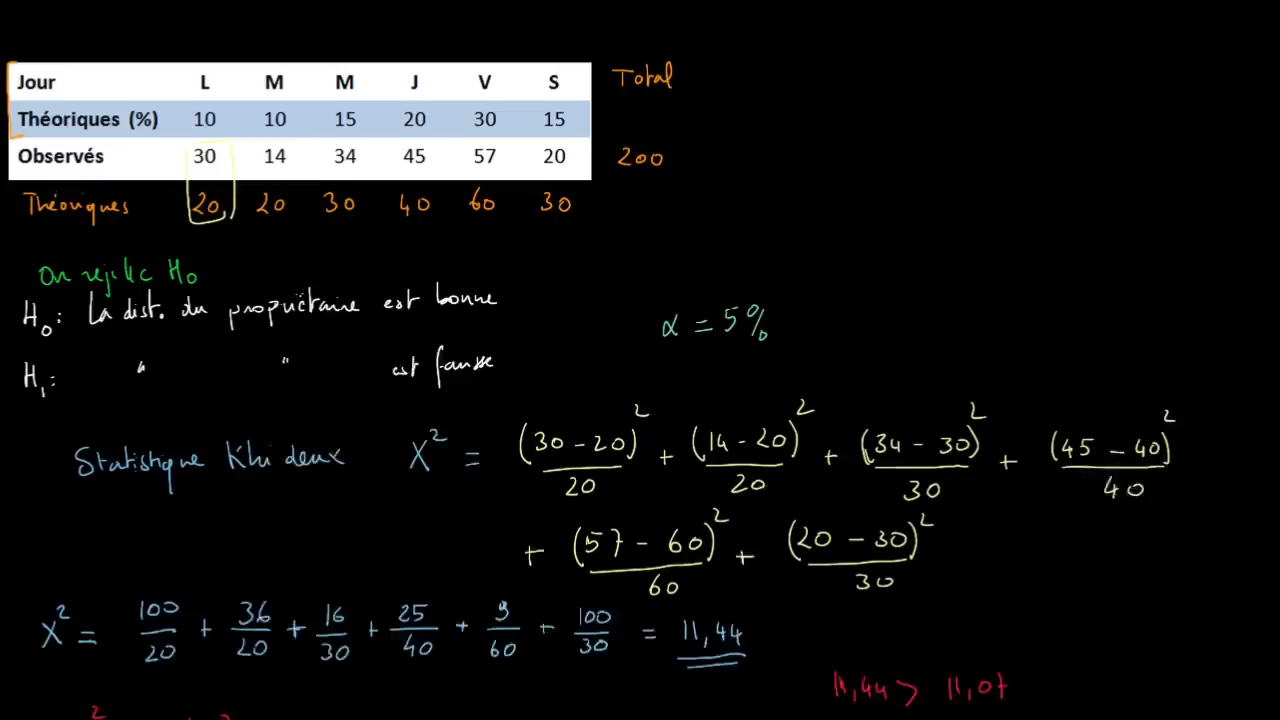 Jour L M M J V S Total
Théoriques (%) 10 10 15 20 30 15
Observés 30 14 34 45 57 20 200
Théoriques 20 20 30 40 60 30
On rejette H₀
H₀: La dist. du propriétaire est bonne
α = 5%
H₁: " " est fausse
Statistique Khi deux X² = (30 - 20)²/20 + (14 - 20)²/20 + (34 - 30)²/30 + (45 - 40)²/40
+ (57 - 60)²/60 + (20 - 30)²/30
X² = 100/20 + 36/20 + 16/30 + 25/40 + 9/60 + 100/30 = 11,44
11,44 > 11,07